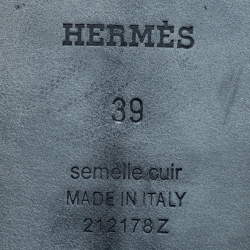 HERMÈS
39
semelle cuir
MADE IN ITALY
212178Z